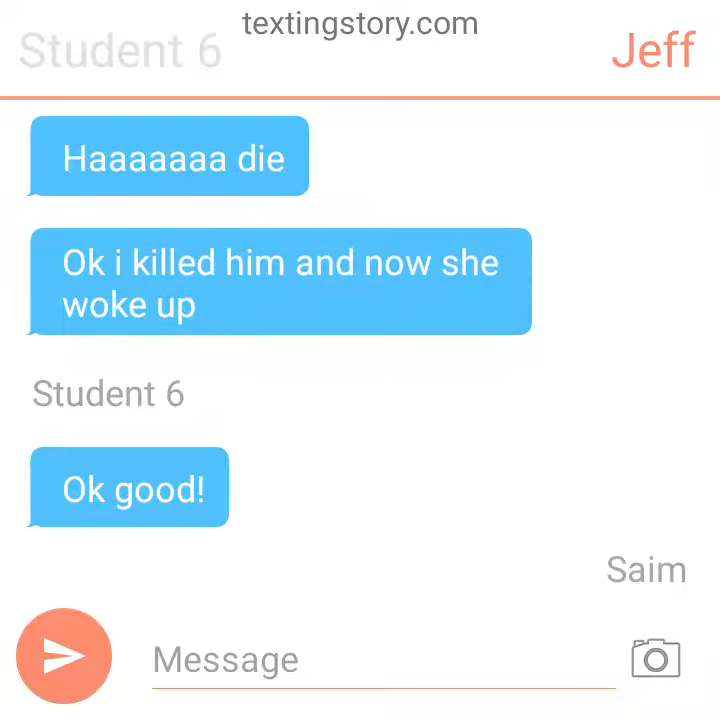 textingstory.com
Student 6
Jeff
Haaaaaaa die
Ok i killed him and now she
woke up
Student 6
Ok good!
Saim
Message